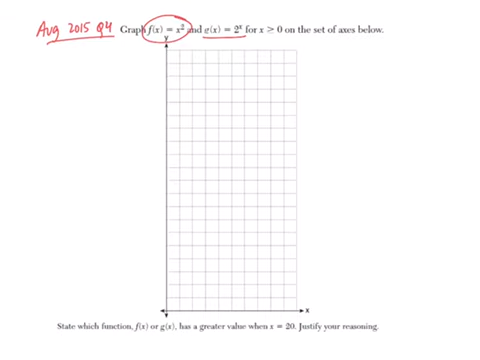 Aug 2015 Q4 Graph f(x) = x² and g(x) = 2ˣ for x ≥ 0 on the set of axes below.
y
x
State which function, f(x) or g(x), has a greater value when x = 20. Justify your reasoning.